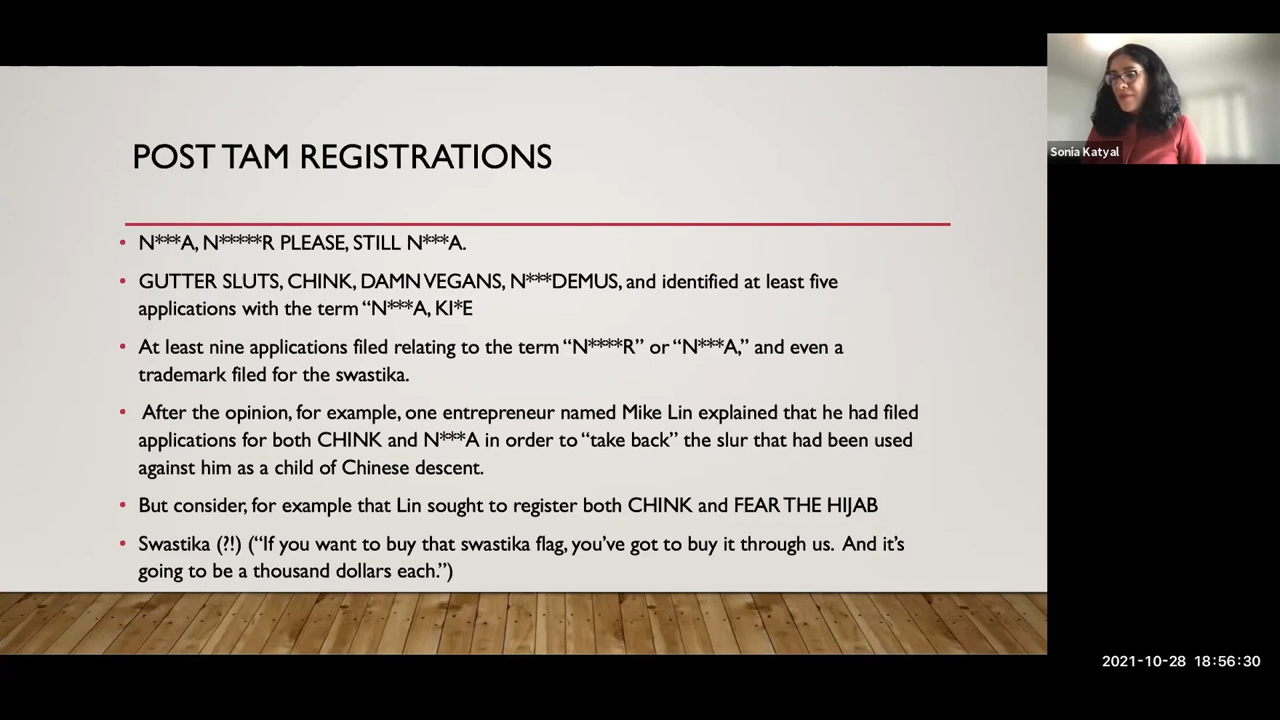 POST TAM REGISTRATIONS
• N***A, N*****R PLEASE, STILL N***A.
• GUTTER SLUTS, CHINK, DAMN VEGANS, N***DEMUS, and identified at least five
applications with the term “N***A, KI*E
• At least nine applications filed relating to the term “N****R” or “N***A,” and even a
trademark filed for the swastika.
• After the opinion, for example, one entrepreneur named Mike Lin explained that he had filed
applications for both CHINK and N***A in order to “take back” the slur that had been used
against him as a child of Chinese descent.
• But consider, for example that Lin sought to register both CHINK and FEAR THE HIJAB
• Swastika (?!) (“If you want to buy that swastika flag, you’ve got to buy it through us. And it’s
going to be a thousand dollars each.”)
Sonia Katyal
2021-10-28 18:56:30